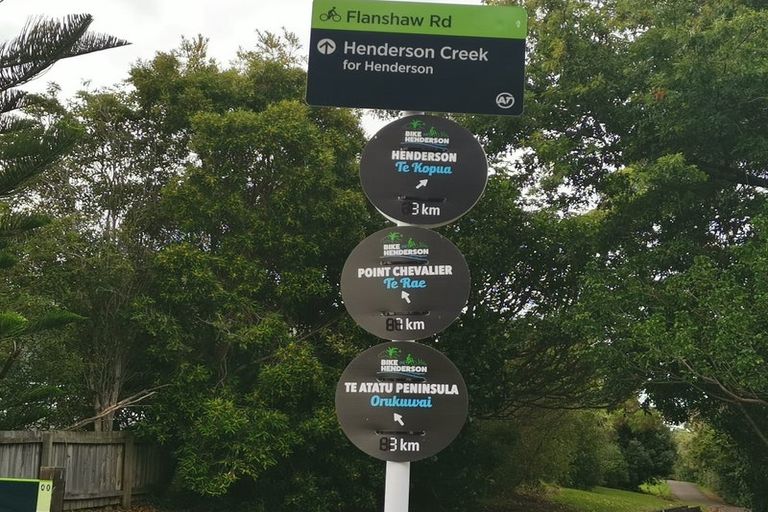 Flanshaw Rd
Henderson Creek
for Henderson
AT
BIKE
HENDERSON
HENDERSON
Te Kopua
3 km
BIKE
HENDERSON
POINT CHEVALIER
Te Rae
km
BIKE
HENDERSON
TE ATATU PENINSULA
Orukuwai
3 km